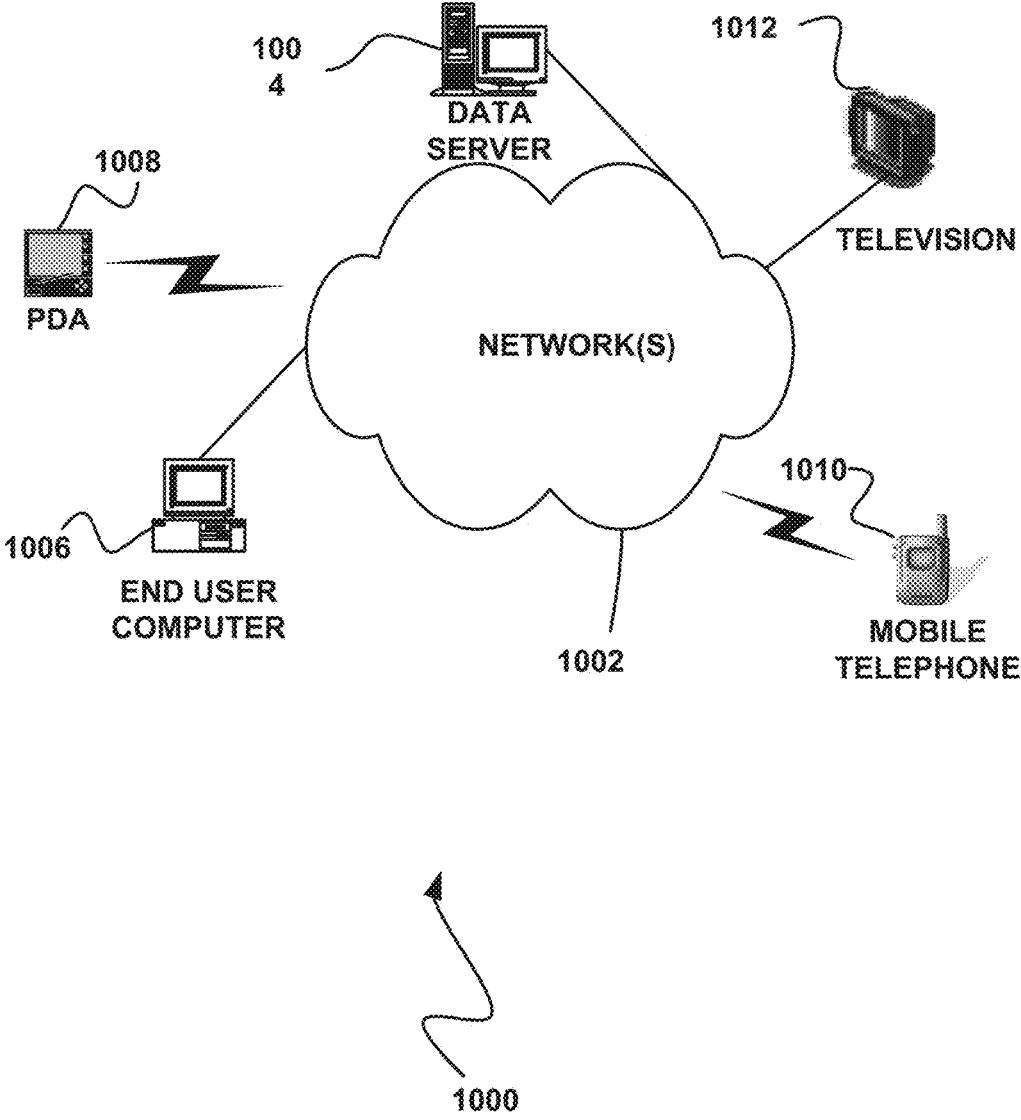 100
4
1012
DATA
SERVER
1008
TELEVISION
PDA
NETWORK(S)
1010
1006
END USER
COMPUTER
1002
MOBILE
TELEPHONE
1000